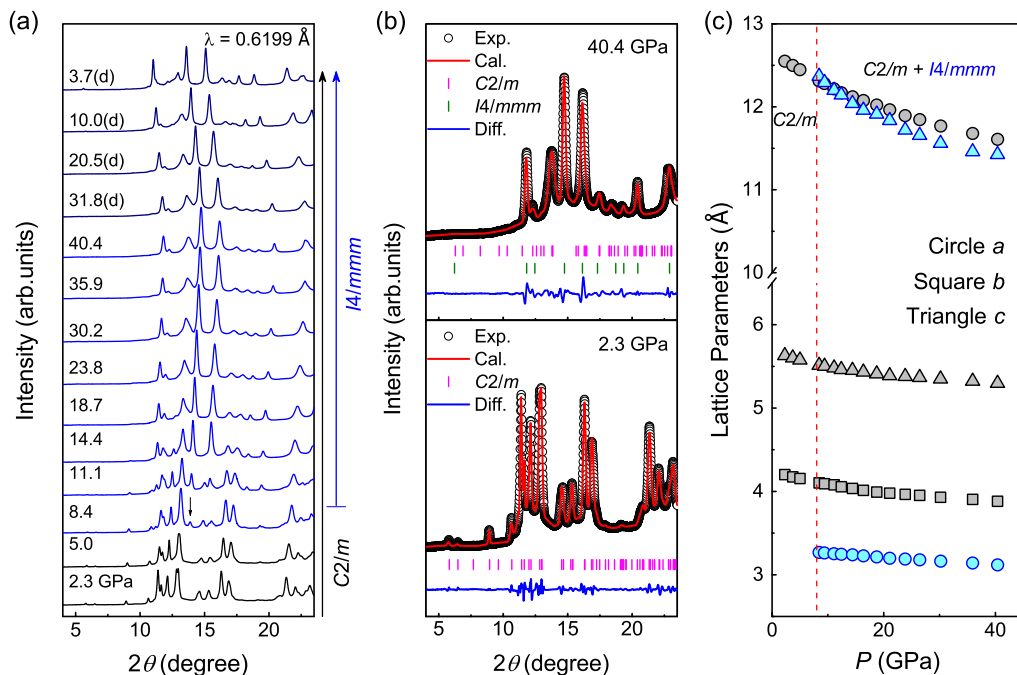 (a)
λ = 0.6199 Å
3.7(d)
10.0(d)
20.5(d)
31.8(d)
40.4
35.9
30.2
23.8
18.7
14.4
11.1
8.4
5.0
2.3 GPa
I4/mmm
C2/m
Intensity (arb.units)
5 10 15 20
2θ (degree)
(b)
Exp.
40.4 GPa
Cal.
C2/m
I4/mmm
Diff.
Exp.
2.3 GPa
Cal.
C2/m
Diff.
Intensity (arb.units)
5 10 15 20
2θ (degree)
(c)
13
12
11
10
6
5
4
3
C2/m + I4/mmm
C2/m
Circle a
Square b
Triangle c
Lattice Parameters (Å)
0 10 20 30 40
P (GPa)